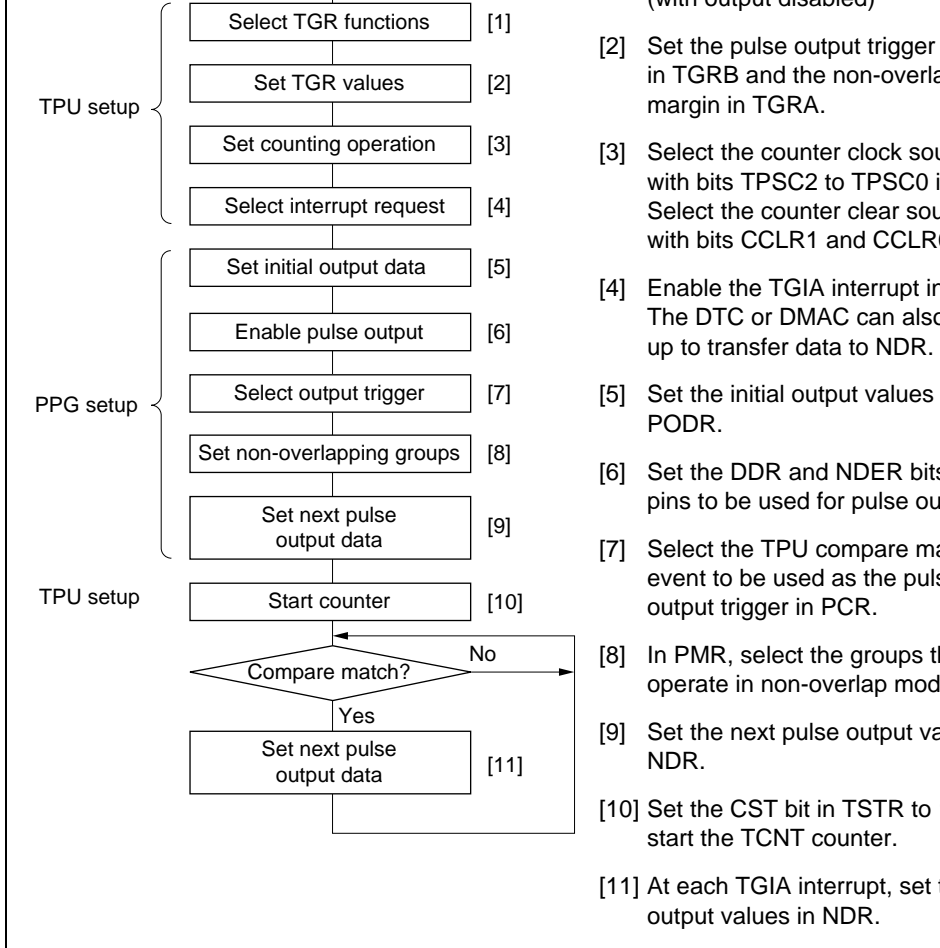 Select TGR functions [1]
Set TGR values [2]
TPU setup
Set counting operation [3]
Select interrupt request [4]
Set initial output data [5]
Enable pulse output [6]
PPG setup
Select output trigger [7]
Set non-overlapping groups [8]
Set next pulse
output data [9]
TPU setup
Start counter [10]
Compare match?
No
Yes
Set next pulse
output data [11]
(with output disabled)
[2] Set the pulse output trigger
in TGRB and the non-overla
margin in TGRA.
[3] Select the counter clock sou
with bits TPSC2 to TPSC0 i
Select the counter clear sou
with bits CCLR1 and CCLR
[4] Enable the TGIA interrupt in
The DTC or DMAC can also
up to transfer data to NDR.
[5] Set the initial output values
PODR.
[6] Set the DDR and NDER bits
pins to be used for pulse ou
[7] Select the TPU compare ma
event to be used as the puls
output trigger in PCR.
[8] In PMR, select the groups th
operate in non-overlap mod
[9] Set the next pulse output va
NDR.
[10] Set the CST bit in TSTR to
start the TCNT counter.
[11] At each TGIA interrupt, set t
output values in NDR.